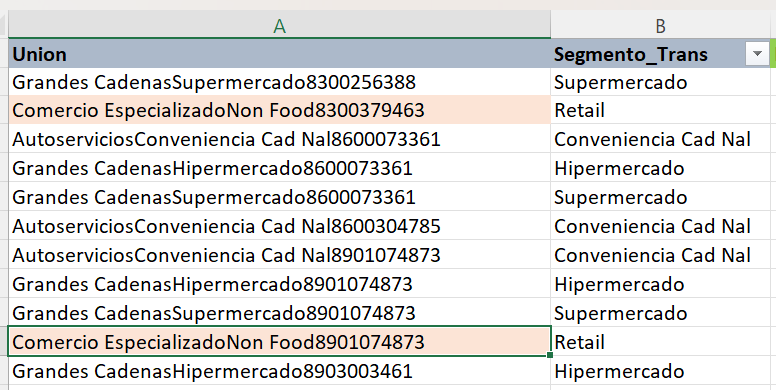 A B
Union Segmento_Trans
Grandes CadenasSupermercado8300256388 Supermercado
Comercio EspecializadoNon Food8300379463 Retail
AutoserviciosConveniencia Cad Nal8600073361 Conveniencia Cad Nal
Grandes CadenasHipermercado8600073361 Hipermercado
Grandes CadenasSupermercado8600073361 Supermercado
AutoserviciosConveniencia Cad Nal8600304785 Conveniencia Cad Nal
AutoserviciosConveniencia Cad Nal8901074873 Conveniencia Cad Nal
Grandes CadenasHipermercado8901074873 Hipermercado
Grandes CadenasSupermercado8901074873 Supermercado
Comercio EspecializadoNon Food8901074873 Retail
Grandes CadenasHipermercado8903003461 Hipermercado